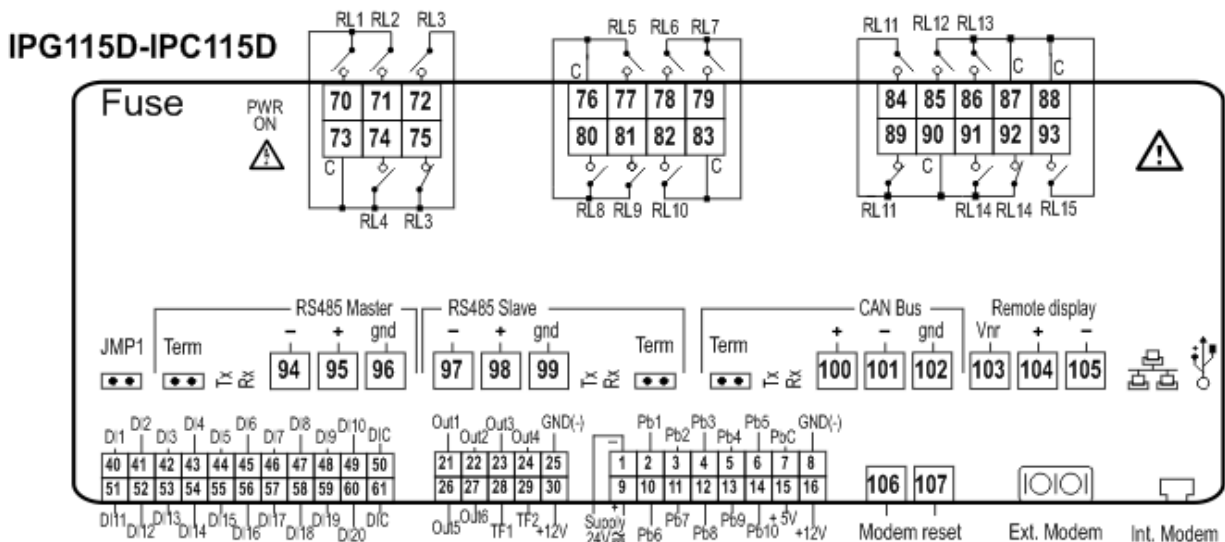 IPG115D-IPC115D
RL1 RL2 RL3
RL5 RL6 RL7
RL11 RL12 RL13
C
C C
Fuse
PWR
ON
70 71 72
73 74 75
76 77 78 79
80 81 82 83
84 85 86 87 88
89 90 91 92 93
C
C
C
RL4 RL3
RL8 RL9 RL10
RL11 RL14 RL14 RL15
RS485 Master
RS485 Slave
CAN Bus
Remote display
JMP1
Term
- + gnd
- + gnd
Term
Term
+ - gnd
Vnr + -
Tx
Rx
94 95 96
97 98 99
Tx
Rx
Tx
Rx
100 101 102
103 104 105
DI1 DI2 DI3 DI4 DI5 DI6 DI7 DI8 DI9 DI10 DIC
40 41 42 43 44 45 46 47 48 49 50
51 52 53 54 55 56 57 58 59 60 61
DI11 DI12 DI13 DI14 DI15 DI16 DI17 DI18 DI19 DI20 DIC
Out1 Out2 Out3 Out4 GND(-)
21 22 23 24 25
26 27 28 29 30
Out5 Out6 TF1 TF2 +12V
- Pb1 Pb2 Pb3 Pb4 Pb5 PbC GND(-)
1 2 3 4 5 6 7 8
9 10 11 12 13 14 15 16
+
Supply
24V
Pb6 Pb7 Pb8 Pb9 Pb10 + 5V +12V
106 107
Modem reset
Ext. Modem
Int. Modem